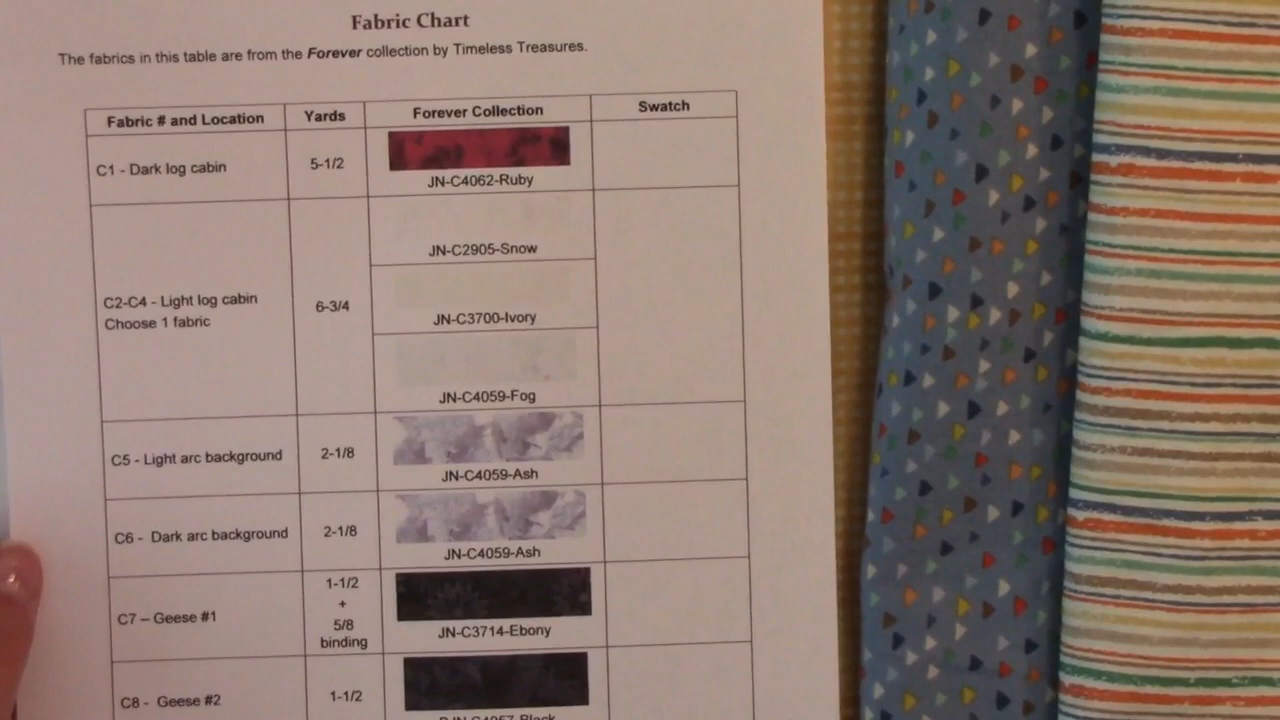 Fabric Chart
The fabrics in this table are from the Forever collection by Timeless Treasures.
Fabric # and Location Yards Forever Collection Swatch
C1 - Dark log cabin 5-1/2 JN-C4062-Ruby
C2-C4 - Light log cabin
Choose 1 fabric
6-3/4
JN-C2905-Snow
JN-C3700-Ivory
JN-C4059-Fog
C5 - Light arc background 2-1/8 JN-C4059-Ash
C6 - Dark arc background 2-1/8 JN-C4059-Ash
C7 – Geese #1
1-1/2
+
5/8
binding
JN-C3714-Ebony
C8 - Geese #2 1-1/2